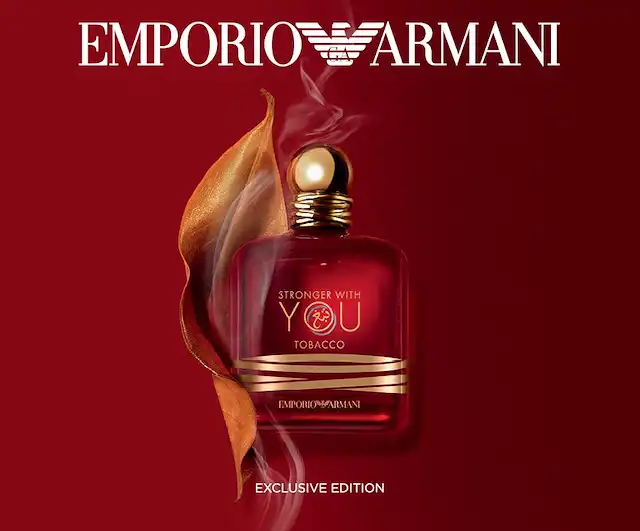 EMPORIO ARMANI
STRONGER WITH
YOU
TOBACCO
EMPORIO ARMANI
EXCLUSIVE EDITION